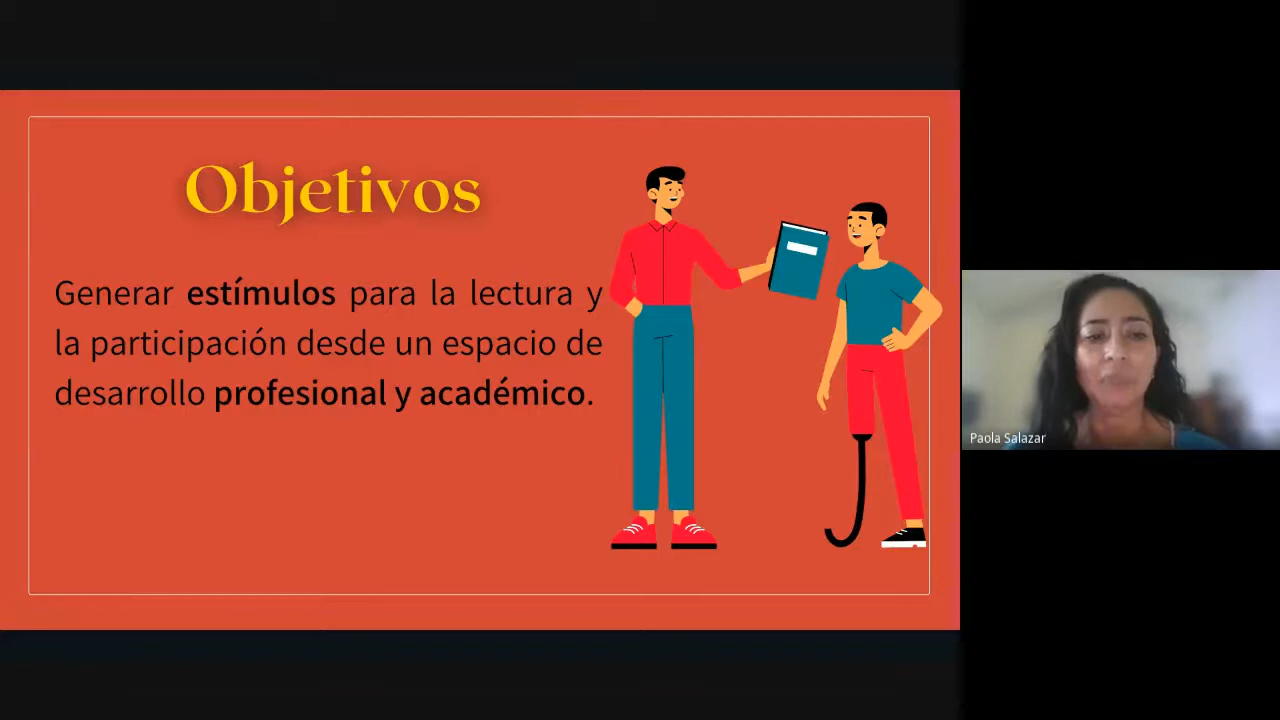 Objetivos
Generar estímulos para la lectura y
la participación desde un espacio de
desarrollo profesional y académico.
Paola Salazar